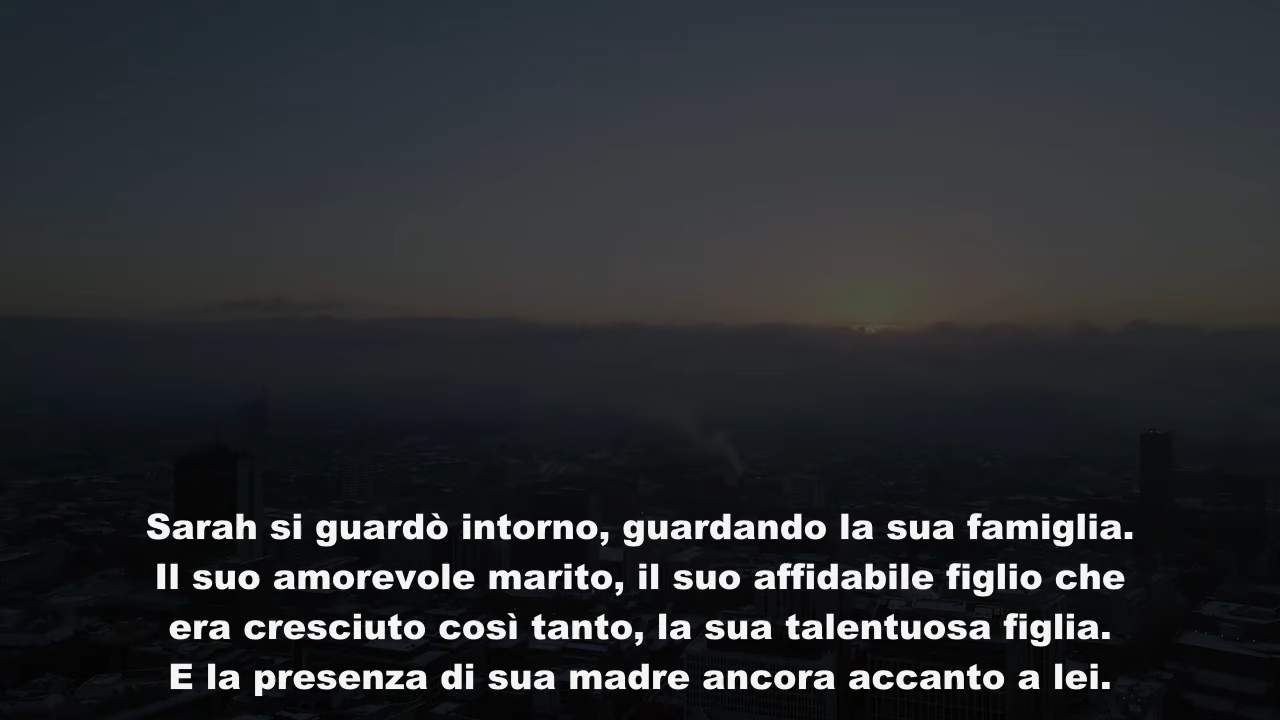 Sarah si guardò intorno, guardando la sua famiglia.
Il suo amorevole marito, il suo affidabile figlio che
era cresciuto così tanto, la sua talentuosa figlia.
E la presenza di sua madre ancora accanto a lei.